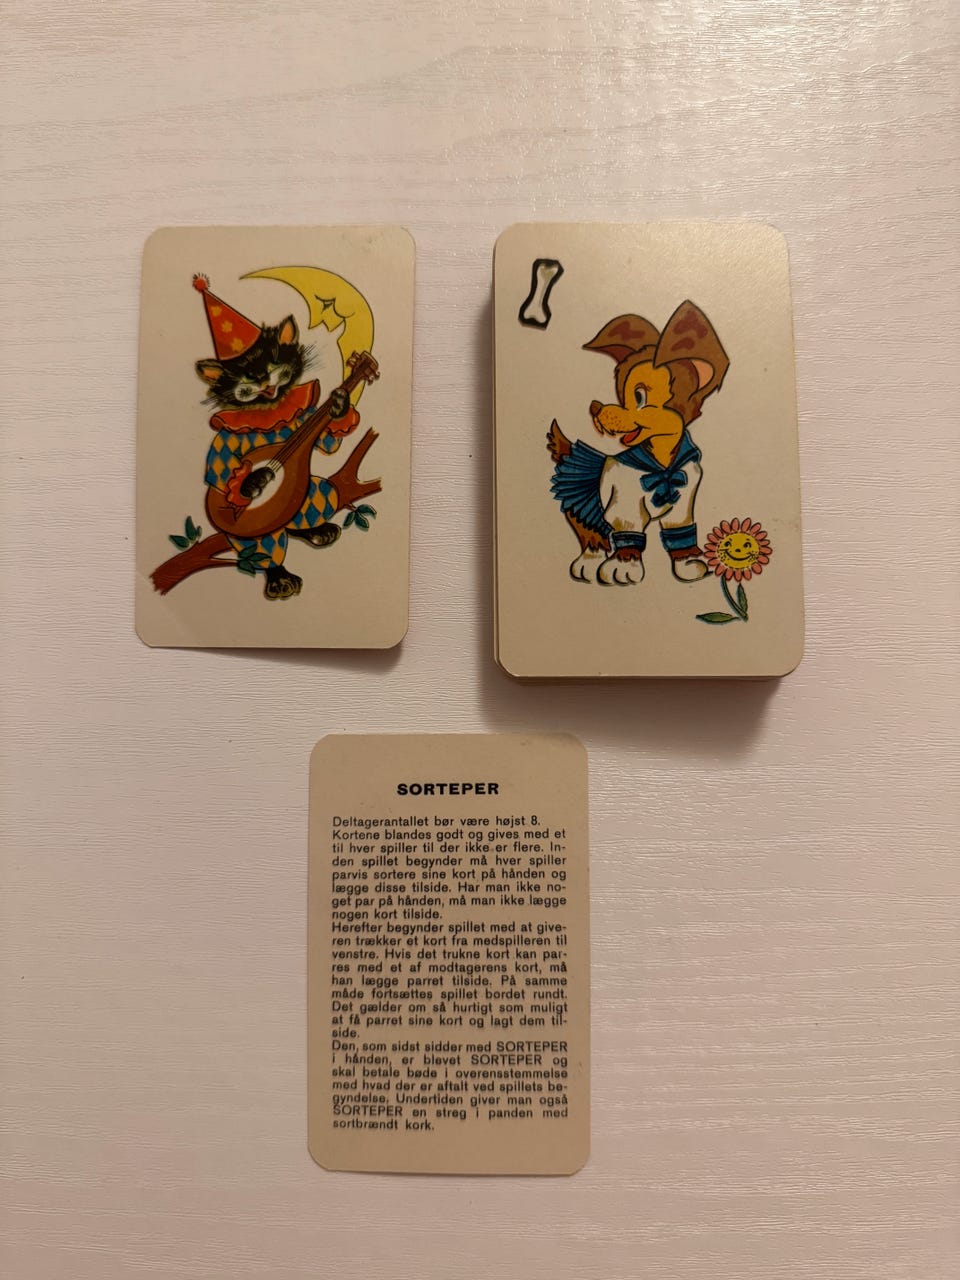 SORTEPER
Deltagerantallet bør være højst 8.
Kortene blandes godt og gives med et
til hver spiller til der ikke er flere. In-
den spillet begynder må hver spiller
parvis sortere sine kort på hånden og
lægge disse tilside. Har man ikke no-
get par på hånden, må man ikke lægge
nogen kort tilside.
Herefter begynder spillet med at give-
ren trækker et kort fra medspilleren til
venstre. Hvis det trukne kort kan par-
res med et af modtagerens kort, må
han lægge parret tilside. På samme
måde fortsættes spillet bordet rundt.
Det gælder om så hurtigt som muligt
at få parret sine kort og lagt dem til-
side.
Den, som sidst sidder med SORTEPER
i hånden, er blevet SORTEPER og
skal betale bøde i overensstemmelse
med hvad der er aftalt ved spillets be-
gyndelse. Undertiden giver man også
SORTEPER en streg i panden med
sortbrændt kork.